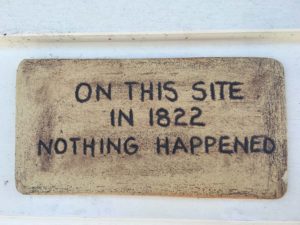 ON THIS SITE
IN 1822
NOTHING HAPPENED